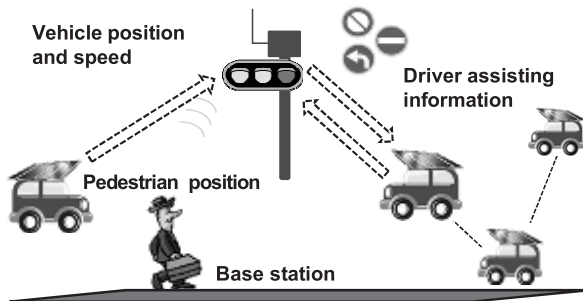 Vehicle position
and speed
Driver assisting
information
Pedestrian position
Base station